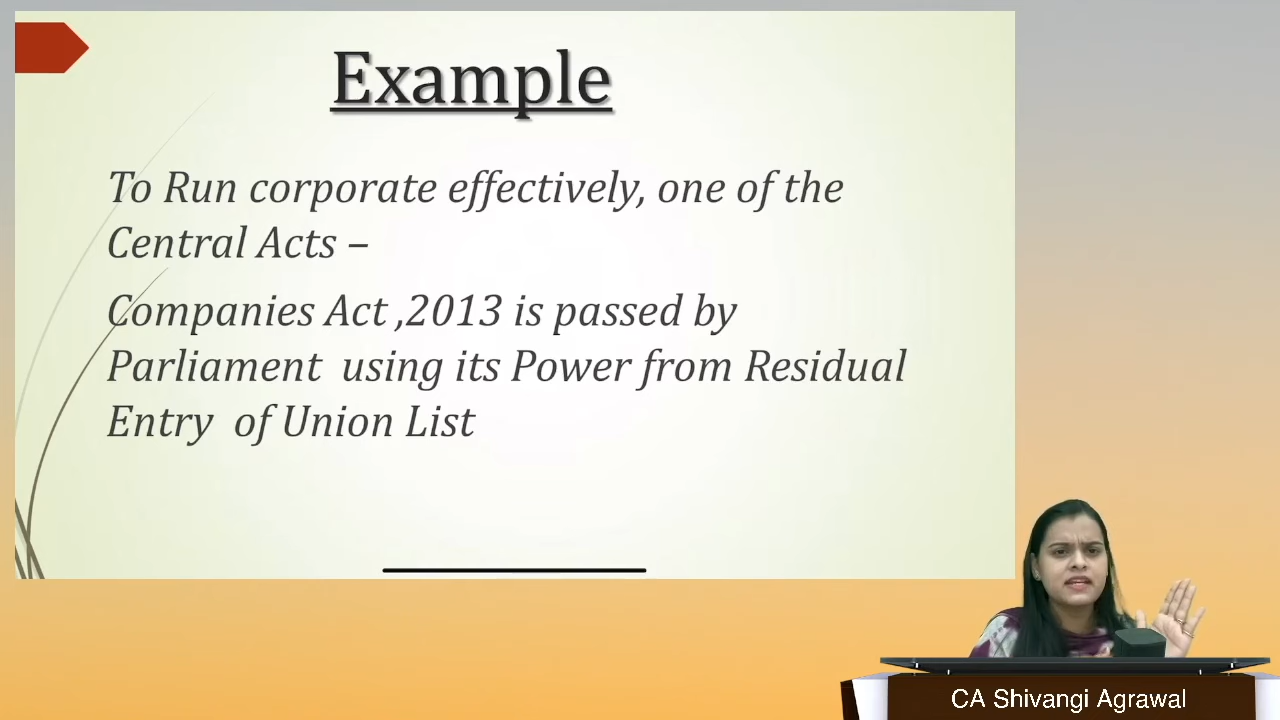 Example
To Run corporate effectively, one of the
Central Acts –
Companies Act ,2013 is passed by
Parliament  using its Power from Residual
Entry  of Union List
CA Shivangi Agrawal